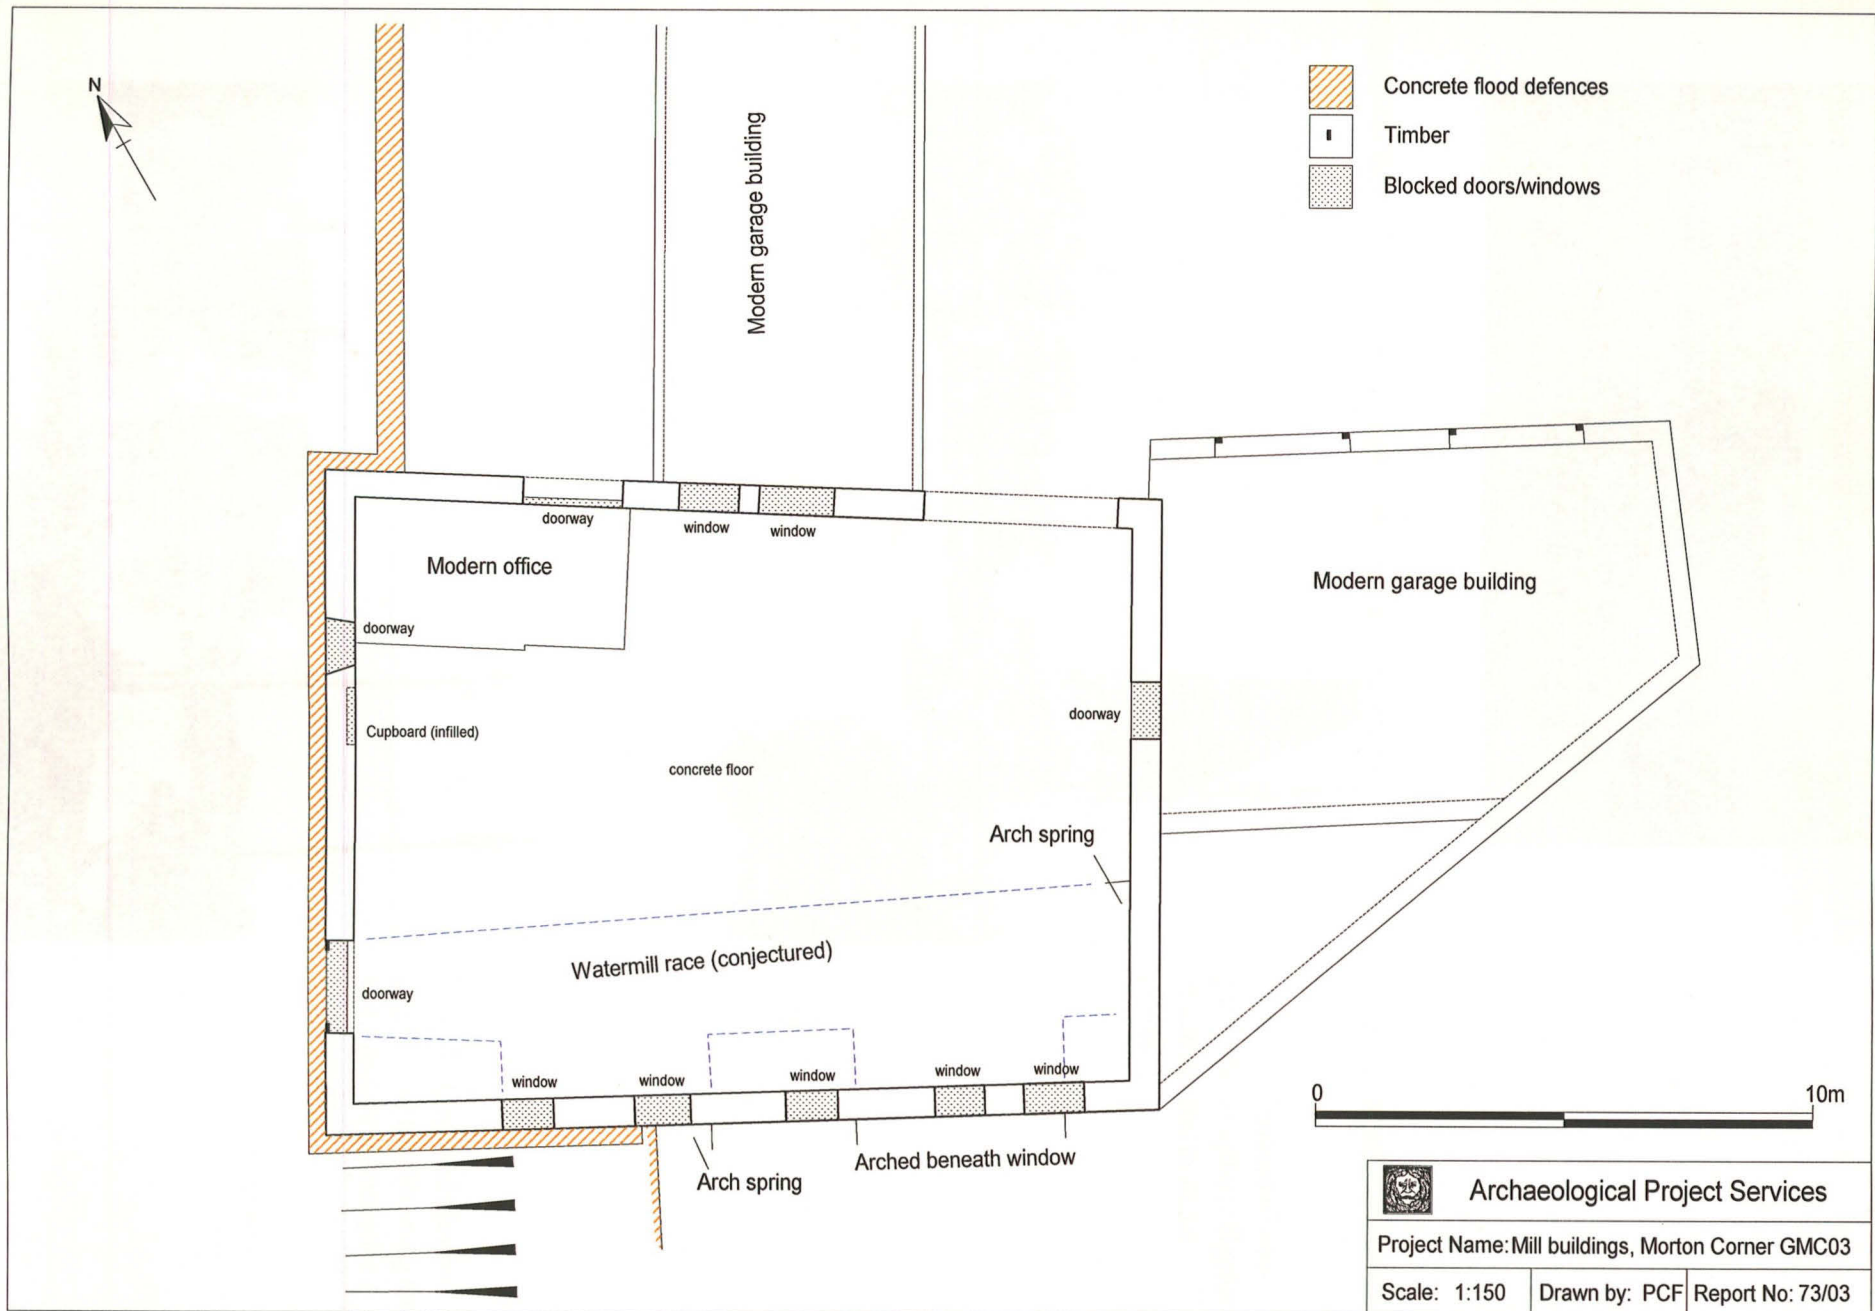 N
Modern garage building
Concrete flood defences
Timber
Blocked doors/windows
doorway
window
window
Modern office
Modern garage building
doorway
doorway
Cupboard (infilled)
concrete floor
Arch spring
Watermill race (conjectured)
doorway
window
window
window
window
window
0
10m
Arched beneath window
Arch spring
Archaeological Project Services
Project Name: Mill buildings, Morton Corner GMC03
Scale: 1:150
Drawn by: PCF
Report No: 73/03